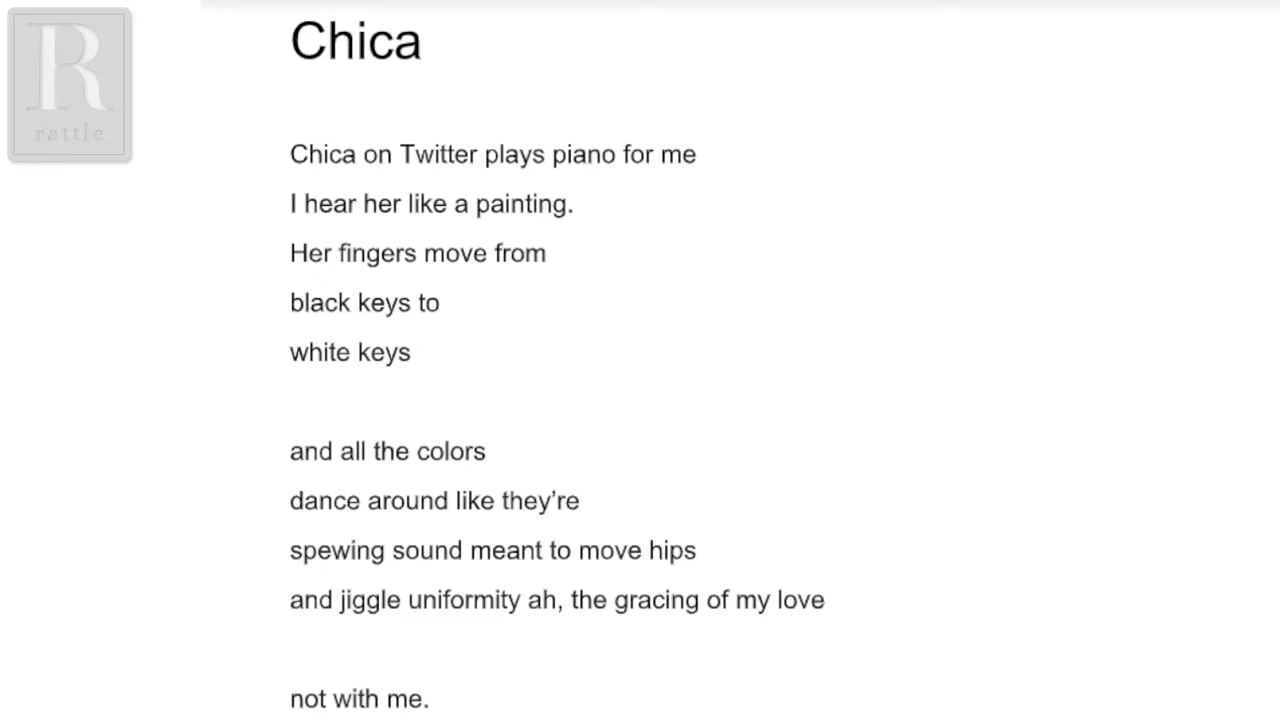 R
rattle
Chica
Chica on Twitter plays piano for me
I hear her like a painting.
Her fingers move from
black keys to
white keys
and all the colors
dance around like they’re
spewing sound meant to move hips
and jiggle uniformity ah, the gracing of my love
not with me.